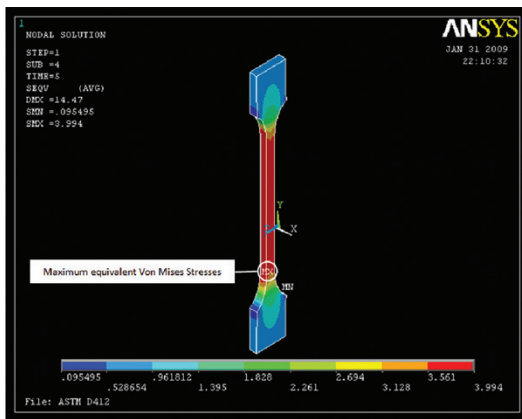 1
NODAL SOLUTION
STEP=1
SUB =4
TIME=5
SEQV (AVG)
DMX =14.47
SMN =.095495
SMX =3.994
ANSYS
JAN 31 2009
22:10:32
Y
X
Maximum equivalent Von Mises Stresses
MX
MN
.095495 .961812 1.828 2.694 3.561
.528654 1.395 2.261 3.128 3.994
File: ASTM D412